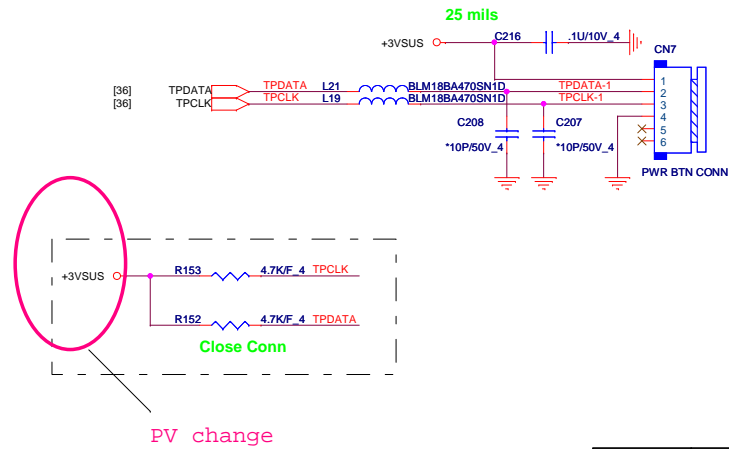 25 mils
+3VSUS C216 .1U/10V_4 CN7
[36] TPDATA TPDATA L21 BLM18BA470SN1D TPDATA-1 1
[36] TPCLK TPCLK L19 BLM18BA470SN1D TPCLK-1 2
3
C208 C207 4
5
*10P/50V_4 *10P/50V_4 6
PWR BTN CONN
+3VSUS R153 4.7K/F_4 TPCLK
R152 4.7K/F_4 TPDATA
Close Conn
PV change